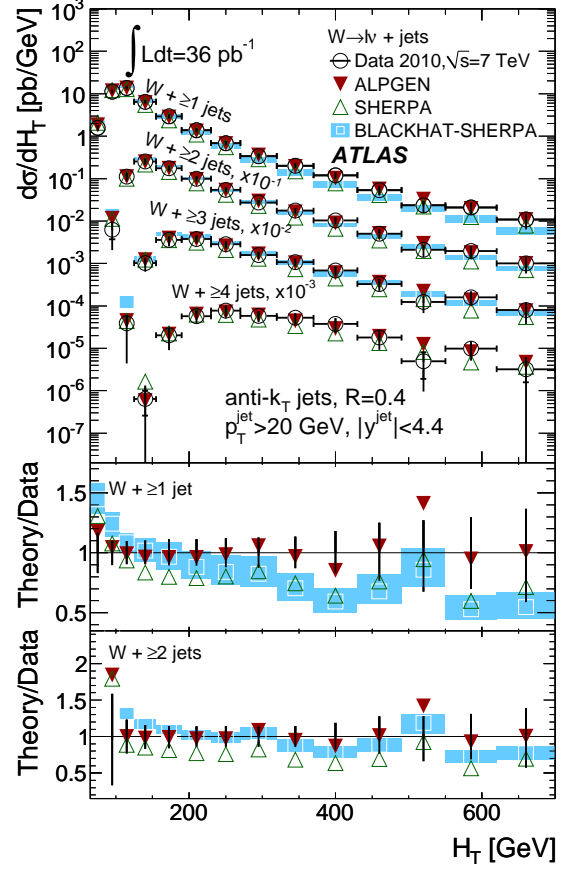 dσ/dH_T [pb/GeV]
10³
10²
10
1
10⁻¹
10⁻²
10⁻³
10⁻⁴
10⁻⁵
10⁻⁶
10⁻⁷
∫ Ldt=36 pb⁻¹
W→lν + jets
Data 2010,√s=7 TeV
ALPGEN
SHERPA
BLACKHAT-SHERPA
ATLAS
W + ≥1 jets
W + ≥2 jets, x10⁻¹
W + ≥3 jets, x10⁻²
W + ≥4 jets, x10⁻³
anti-k_T jets, R=0.4
p_T^jet>20 GeV, |y^jet|<4.4
Theory/Data
1.5
1
0.5
W + ≥1 jet
Theory/Data
2
1.5
1
0.5
W + ≥2 jets
200 400 600
H_T [GeV]